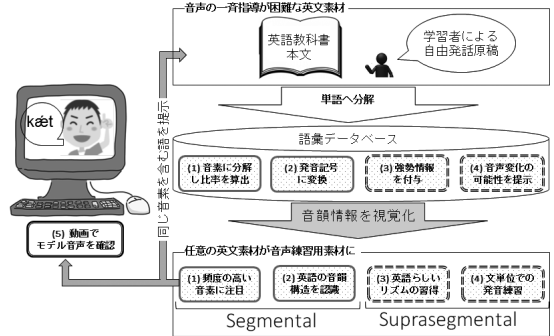 音声の一斉指導が困難な英文素材
英語教科書
本文
学習者による
自由発話原稿
単語へ分解
語彙データベース
(1) 音素に分解
し比率を算出
(2) 発音記号
に変換
(3) 強勢情報
を付与
(4) 音声変化の
可能性を提示
音韻情報を視覚化
同じ音素を含む語を提示
kæt
(5) 動画で
モデル音声を確認
任意の英文素材が音声練習用素材に
(1) 頻度の高い
音素に注目
(2) 英語の音韻
構造を認識
(3) 英語らしい
リズムの習得
(4) 文単位での
発音練習
Segmental
Suprasegmental